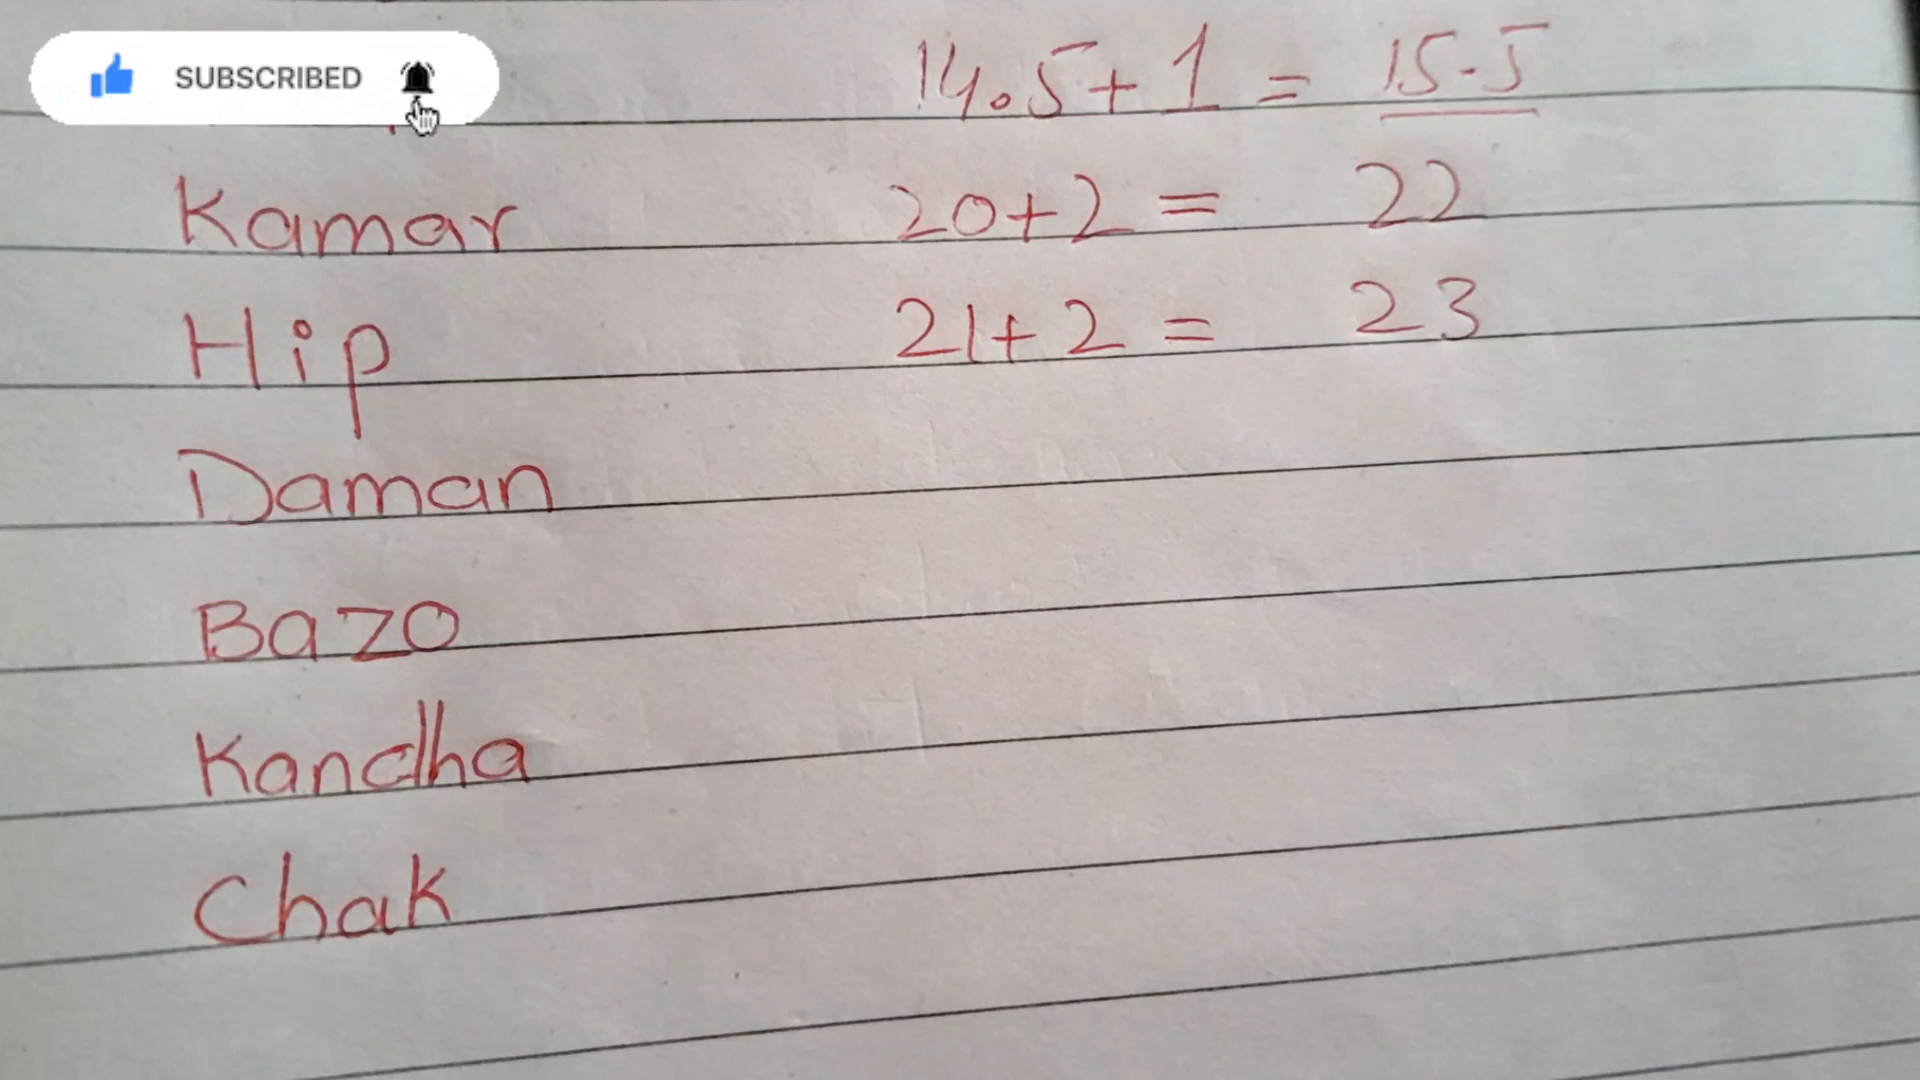 SUBSCRIBED
14.5+1 = 15.5
Kamar 20+2 = 22
Hip 21+2 = 23
Daman
Bazo
Kandha
Chak